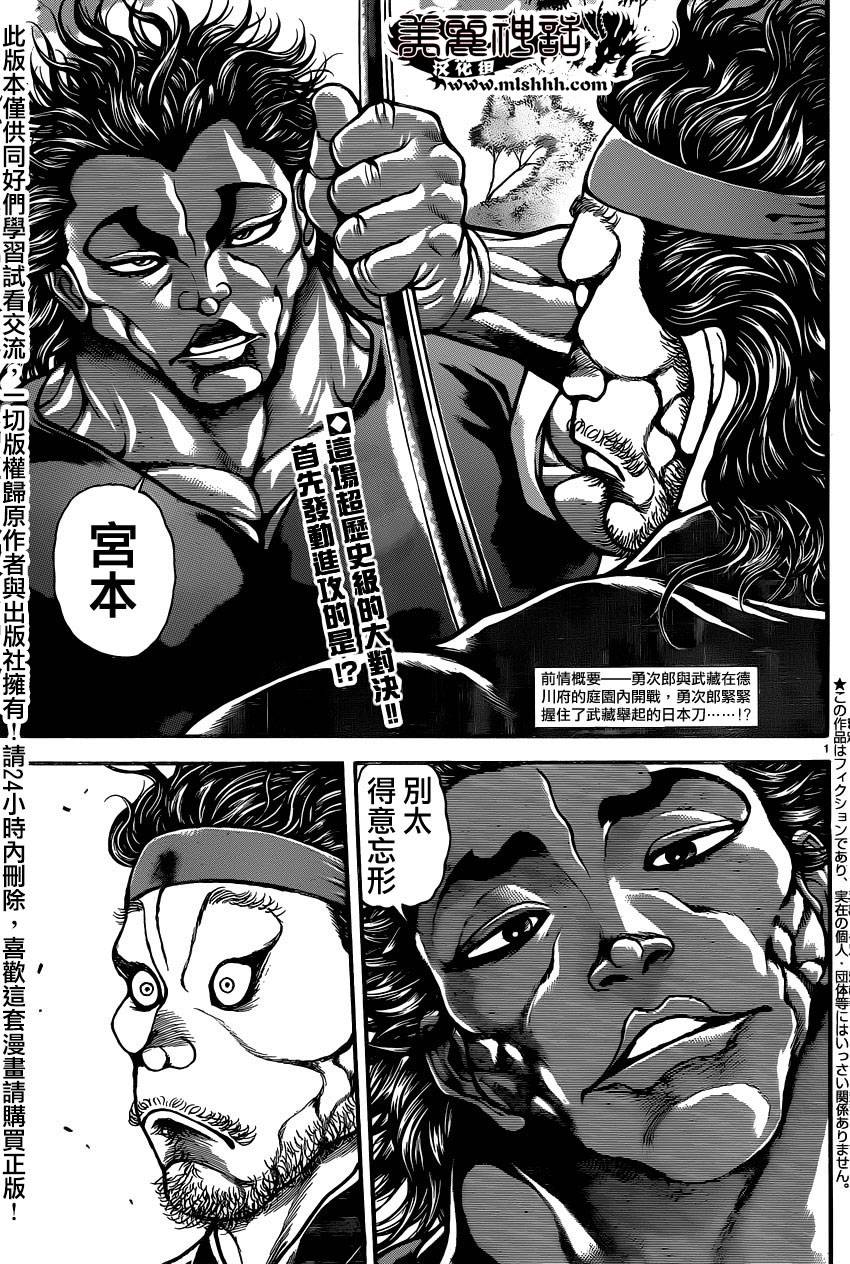 美麗神話
汉化组
www.mlshhh.com
此版本僅供同好們學習試看交流，一切版權歸原作者與出版社擁有！請24小時內刪除，喜歡這套漫畫請購買正版！
◆這場超歷史級的大對決!!
首先發動進攻的是!?
宮本
前情概要——勇次郎與武藏在德
川府的庭園內開戰，勇次郎緊緊
握住了武藏舉起的日本刀……!?
1
別太
得意忘形
★この作品はフィクションであり、実在の個人・団体等にはいっさい関係ありません。